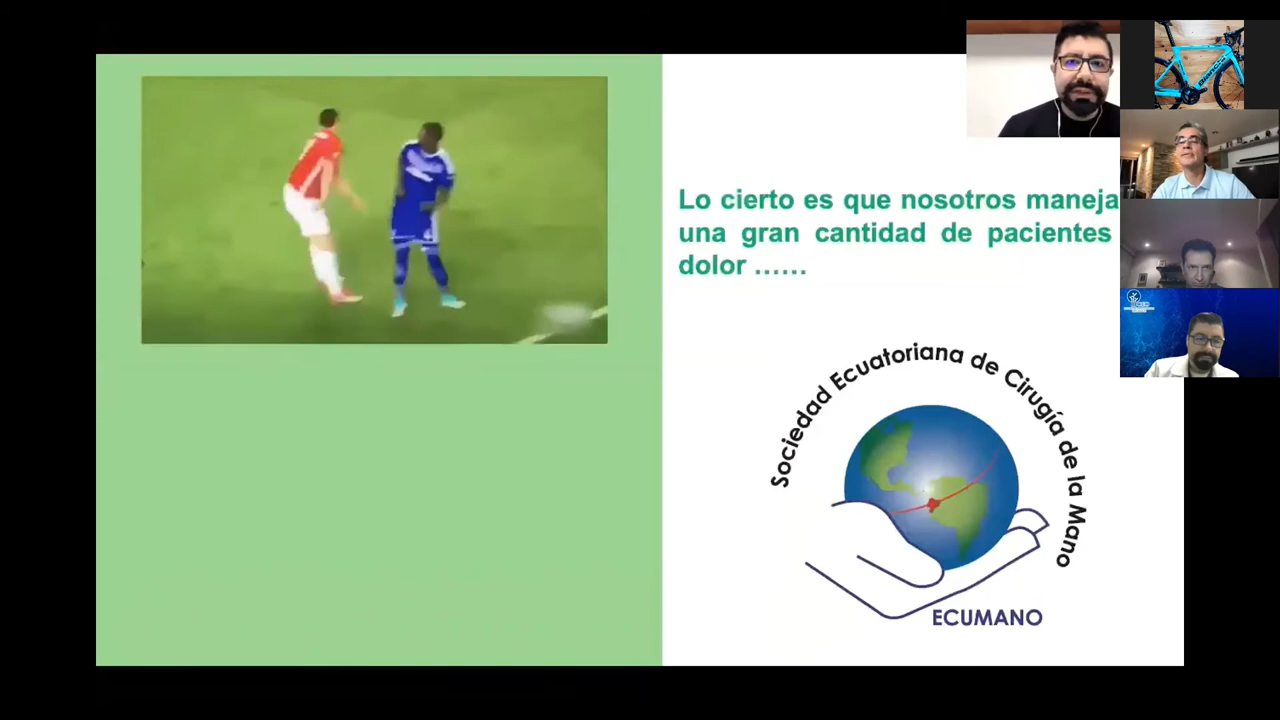 Lo cierto es que nosotros maneja
una gran cantidad de pacientes
dolor ......
Sociedad Ecuatoriana de Cirugía de la Mano
ECUMANO